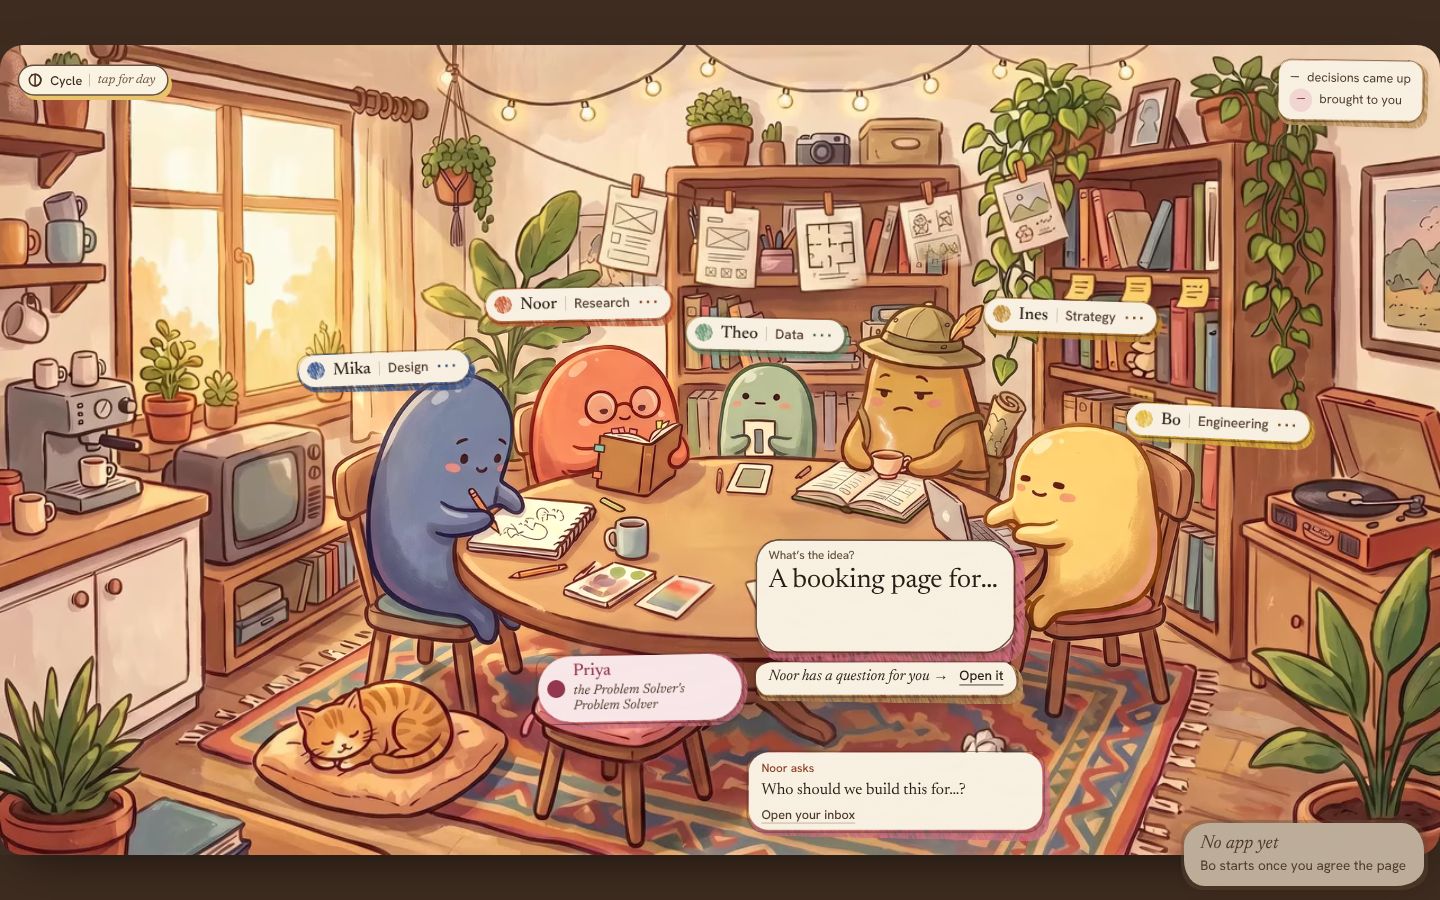 Cycle tap for day
— decisions came up
— brought to you
Noor Research ...
Ines Strategy ...
Theo Data ...
Mika Design ...
Bo Engineering ...
What's the idea?
A booking page for...
Priya
the Problem Solver's
Problem Solver
Noor has a question for you → Open it
Noor asks
Who should we build this for...?
Open your inbox
No app yet
Bo starts once you agree the page